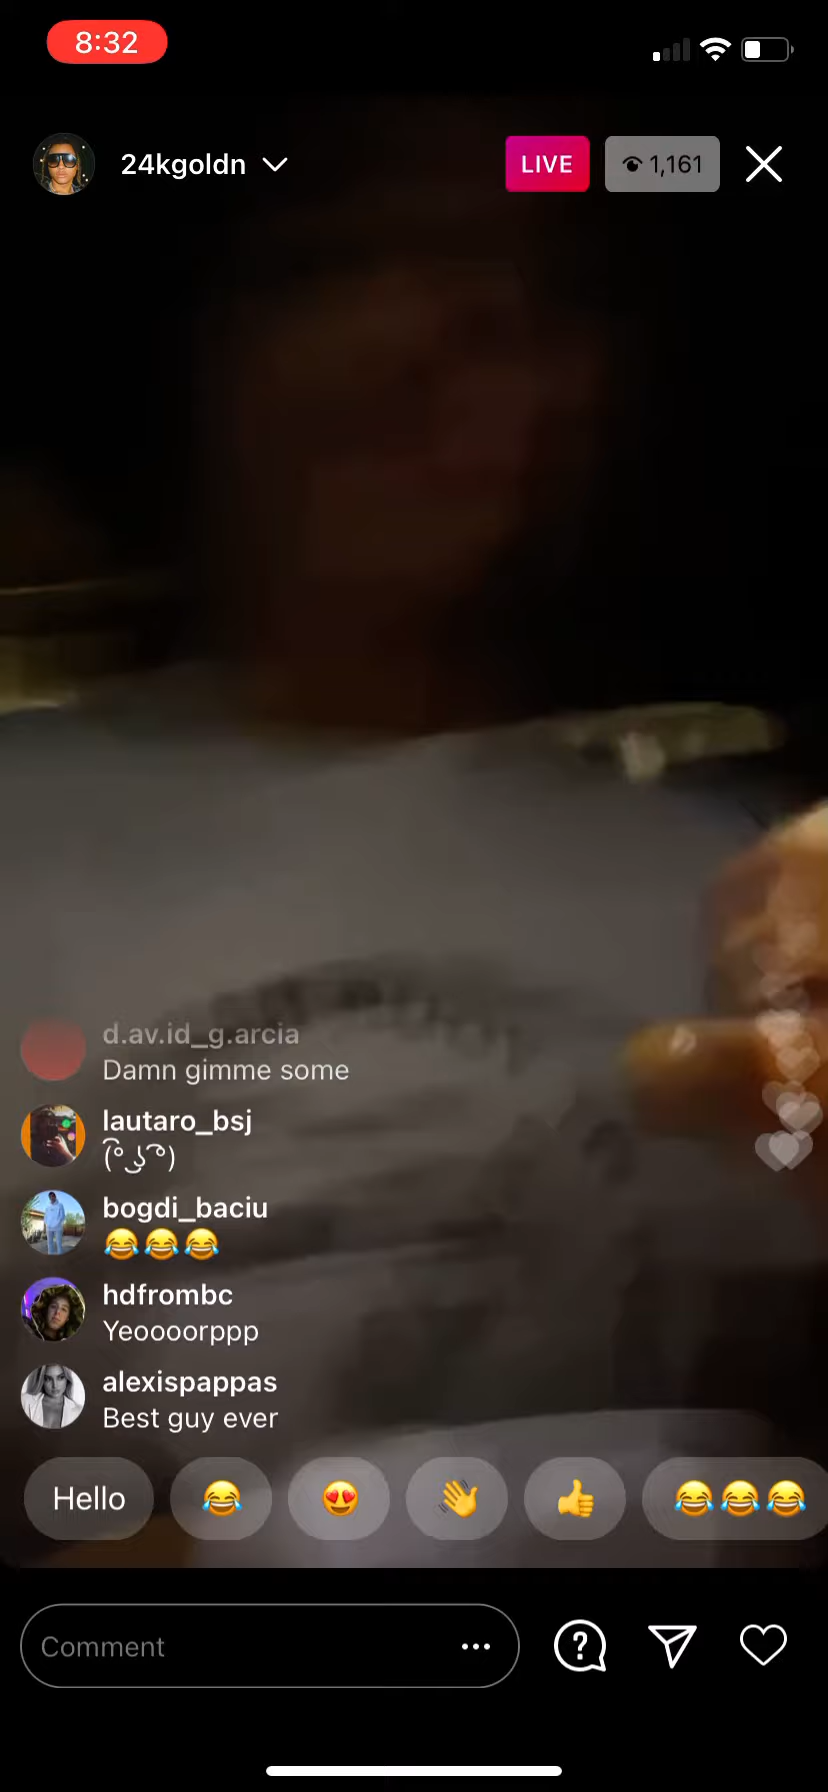 8:32
24kgoldn
LIVE
1,161
d.av.id_g.arcia
Damn gimme some
lautaro_bsj
( ͡° ͜ʖ ͡°)
bogdi_baciu
😂😂😂
hdfrombc
Yeoooorppp
alexispappas
Best guy ever
Hello 😂 😍 👋 👍 😂😂😂
Comment